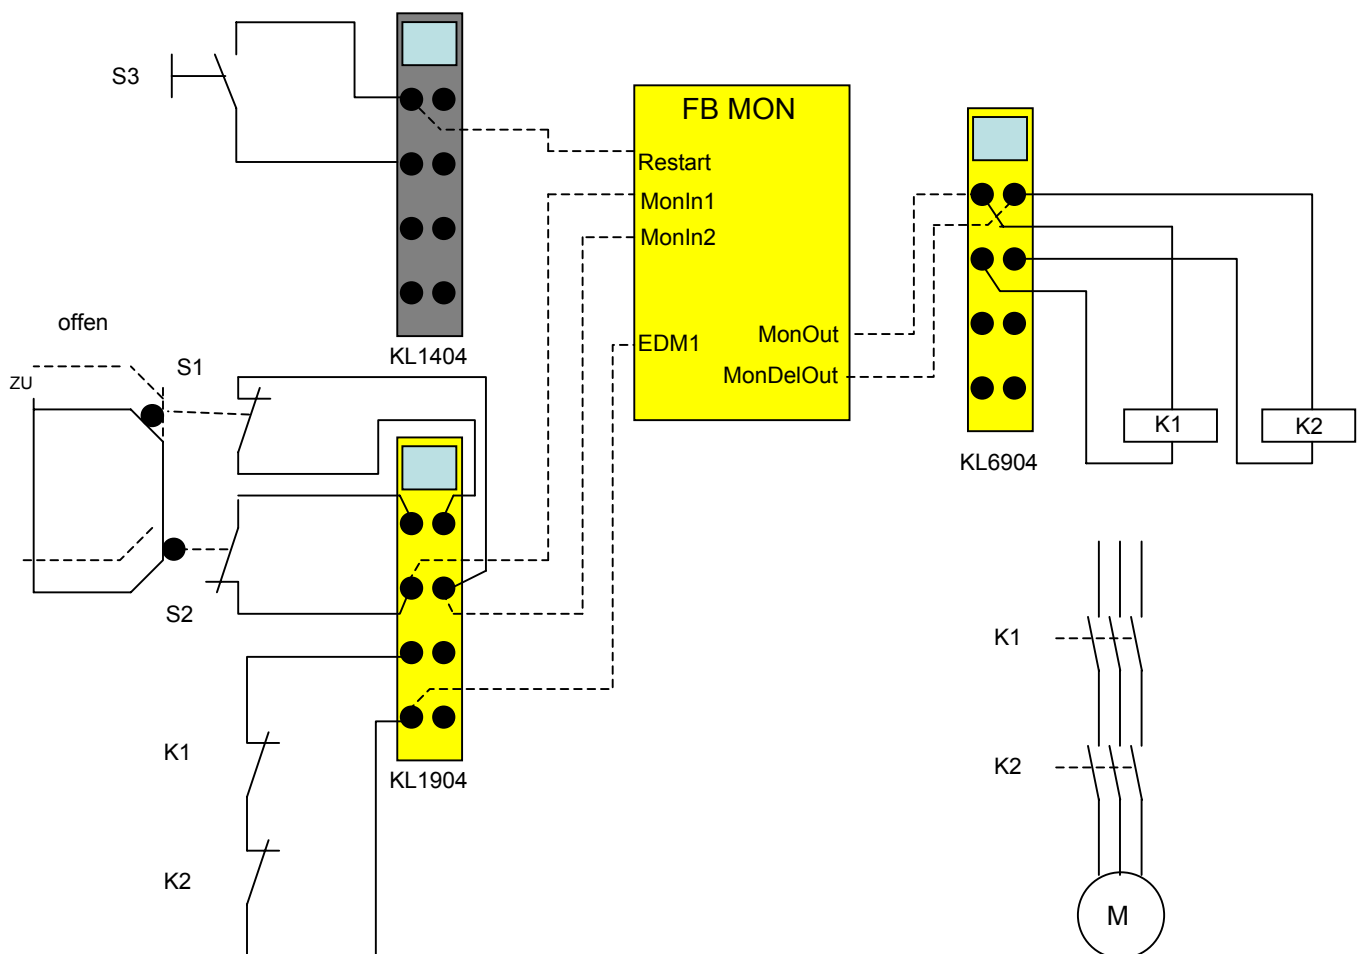 S3
FB MON
Restart
MonIn1
MonIn2
EDM1
MonOut
MonDelOut
KL1404
offen
ZU
S1
S2
KL1904
K1
K2
KL6904
K1
K2
K1
K2
M